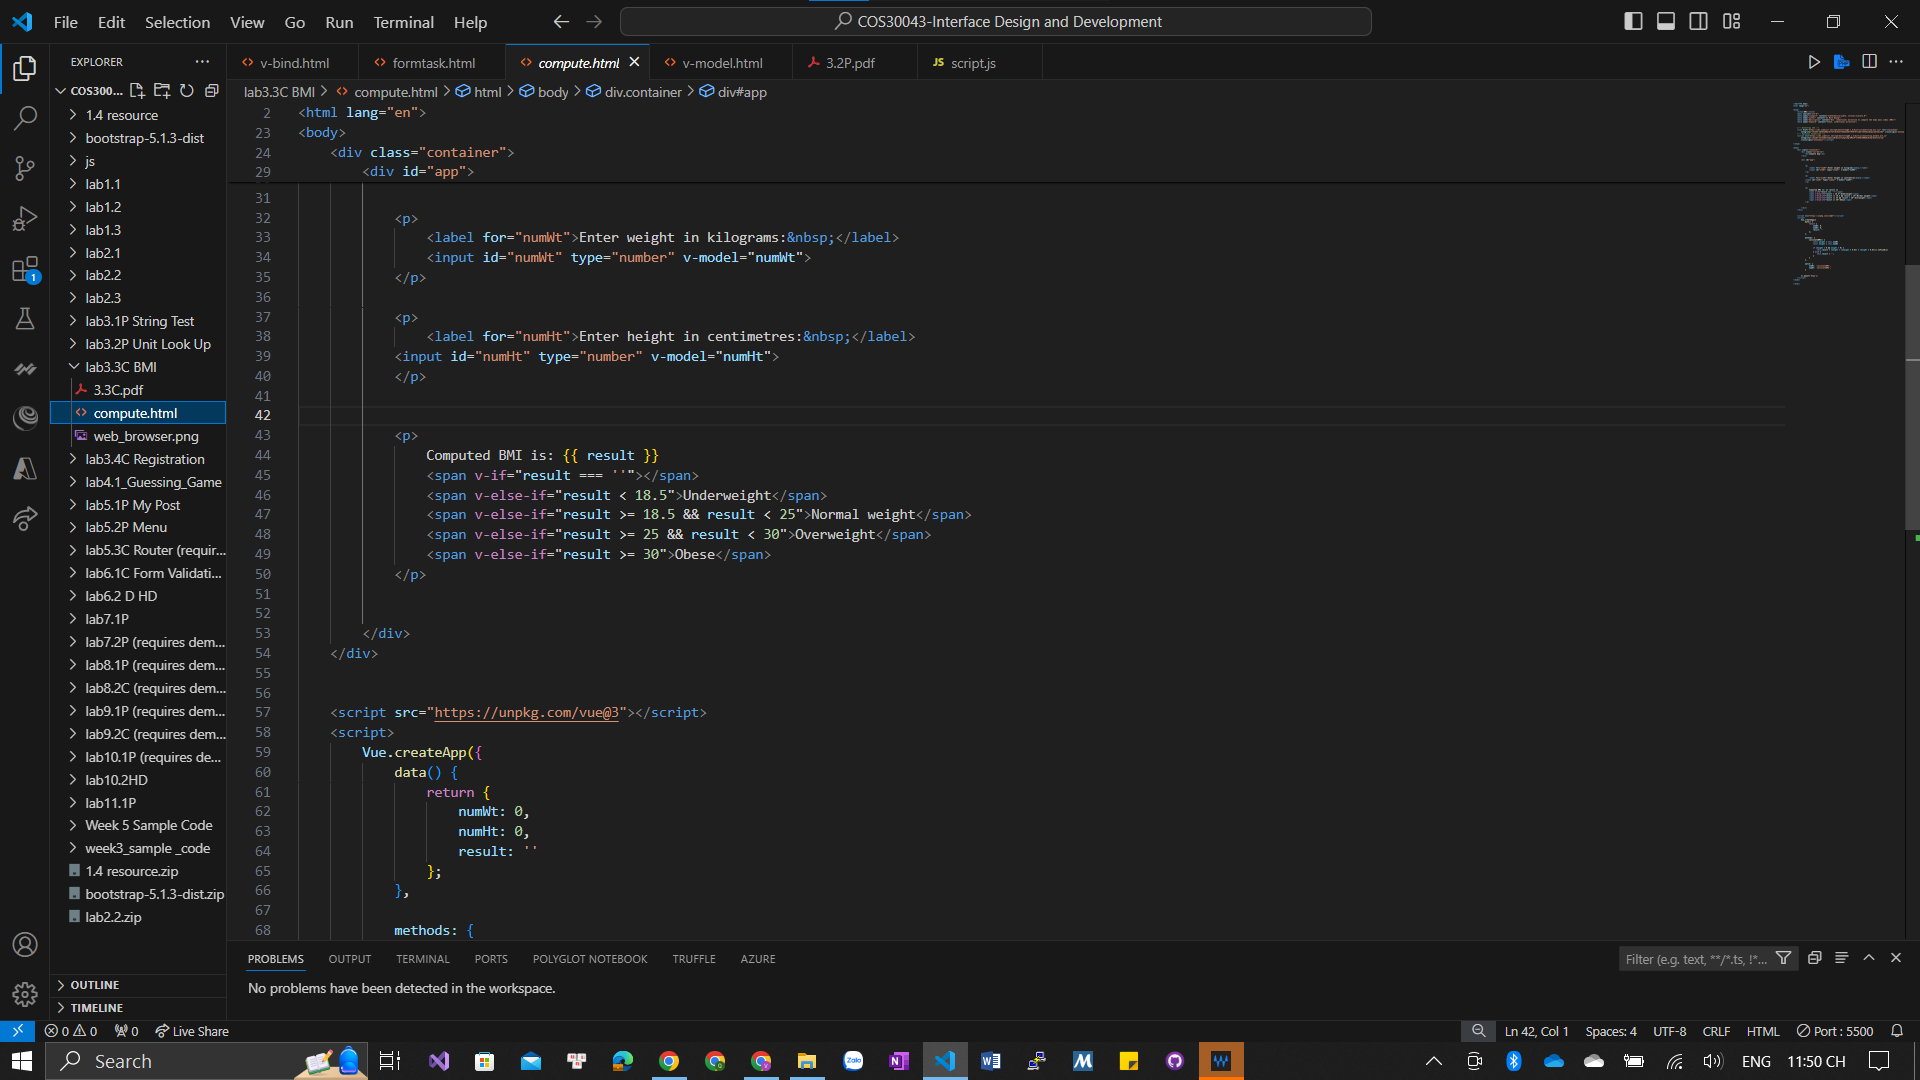 File Edit Selection View Go Run Terminal Help
COS30043-Interface Design and Development
EXPLORER
COS300...
1.4 resource
bootstrap-5.1.3-dist
js
lab1.1
lab1.2
lab1.3
lab2.1
lab2.2
lab2.3
lab3.1P String Test
lab3.2P Unit Look Up
lab3.3C BMI
3.3C.pdf
compute.html
web_browser.png
lab3.4C Registration
lab4.1_Guessing_Game
lab5.1P My Post
lab5.2P Menu
lab5.3C Router (requir...
lab6.1C Form Validati...
lab6.2 D HD
lab7.1P
lab7.2P (requires dem...
lab8.1P (requires dem...
lab8.2C (requires dem...
lab9.1P (requires dem...
lab9.2C (requires dem...
lab10.1P (requires de...
lab10.2HD
lab11.1P
Week 5 Sample Code
week3_sample _code
1.4 resource.zip
bootstrap-5.1.3-dist.zip
lab2.2.zip
OUTLINE
TIMELINE
v-bind.html formtask.html compute.html v-model.html 3.2P.pdf JS script.js
lab3.3C BMI > compute.html > html > body > div.container > div#app
2 <html lang="en">
23 <body>
24 <div class="container">
29 <div id="app">
31
32 <p>
33 <label for="numWt">Enter weight in kilograms:&nbsp;</label>
34 <input id="numWt" type="number" v-model="numWt">
35 </p>
36
37 <p>
38 <label for="numHt">Enter height in centimetres:&nbsp;</label>
39 <input id="numHt" type="number" v-model="numHt">
40 </p>
41
42
43 <p>
44 Computed BMI is: {{ result }}
45 <span v-if="result === ''"></span>
46 <span v-else-if="result < 18.5">Underweight</span>
47 <span v-else-if="result >= 18.5 && result < 25">Normal weight</span>
48 <span v-else-if="result >= 25 && result < 30">Overweight</span>
49 <span v-else-if="result >= 30">Obese</span>
50 </p>
51
52
53 </div>
54 </div>
55
56
57 <script src="https://unpkg.com/vue@3"></script>
58 <script>
59 Vue.createApp({
60 data() {
61 return {
62 numWt: 0,
63 numHt: 0,
64 result: ''
65 };
66 },
67
68 methods: {
PROBLEMS OUTPUT TERMINAL PORTS POLYGLOT NOTEBOOK TRUFFLE AZURE
Filter (e.g. text, **/*.ts, !*...
No problems have been detected in the workspace.
0 0 0 Live Share
Ln 42, Col 1 Spaces: 4 UTF-8 CRLF HTML Port : 5500
Search
Zalo
ENG 11:50 CH